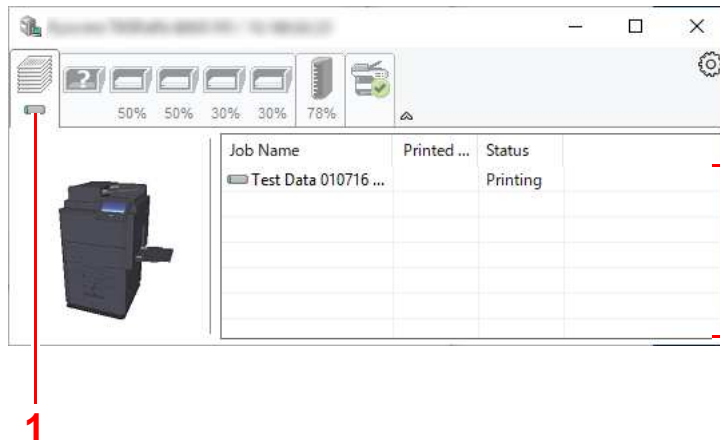 50% 50% 30% 30% 78%
Job Name Printed ... Status
Test Data 010716 ... Printing
1